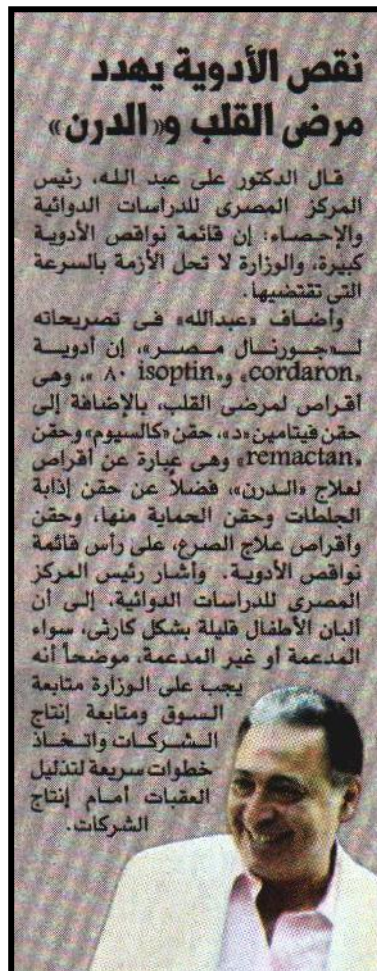 نقص الأدوية يهدد
مرضى القلب و«الدرن»
قال الدكتور على عبد الله، رئيس
المركز المصرى للدراسات الدوائية
والإحصاء: إن قائمة نواقص الأدوية
كبيرة، والوزارة لا تحل الأزمة بالسرعة
التى تقتضيها.
وأضاف «عبدالله» فى تصريحاته
لـ«جورنال مصر»، إن أدوية
«cordaron» و«isoptin ٨٠ »، وهى
أقراص لمرضى القلب، بالإضافة إلى
حقن فيتامين «د»، حقن «كالسيوم» وحقن
«remactan» وهى عبارة عن أقراص
لعلاج «الدرن»، فضلاً عن حقن إذابة
الجلطات وحقن الحماية منها، وحقن
وأقراص علاج الصرع، على رأس قائمة
نواقص الأدوية. وأشار رئيس المركز
المصرى للدراسات الدوائية، إلى أن
ألبان الأطفال قليلة بشكل كارثى، سواء
المدعمة أو غير المدعمة، موضحاً أنه
يجب على الوزارة متابعة
السوق ومتابعة إنتاج
الشركات واتخاذ
خطوات سريعة لتذليل
العقبات أمام إنتاج
الشركات.